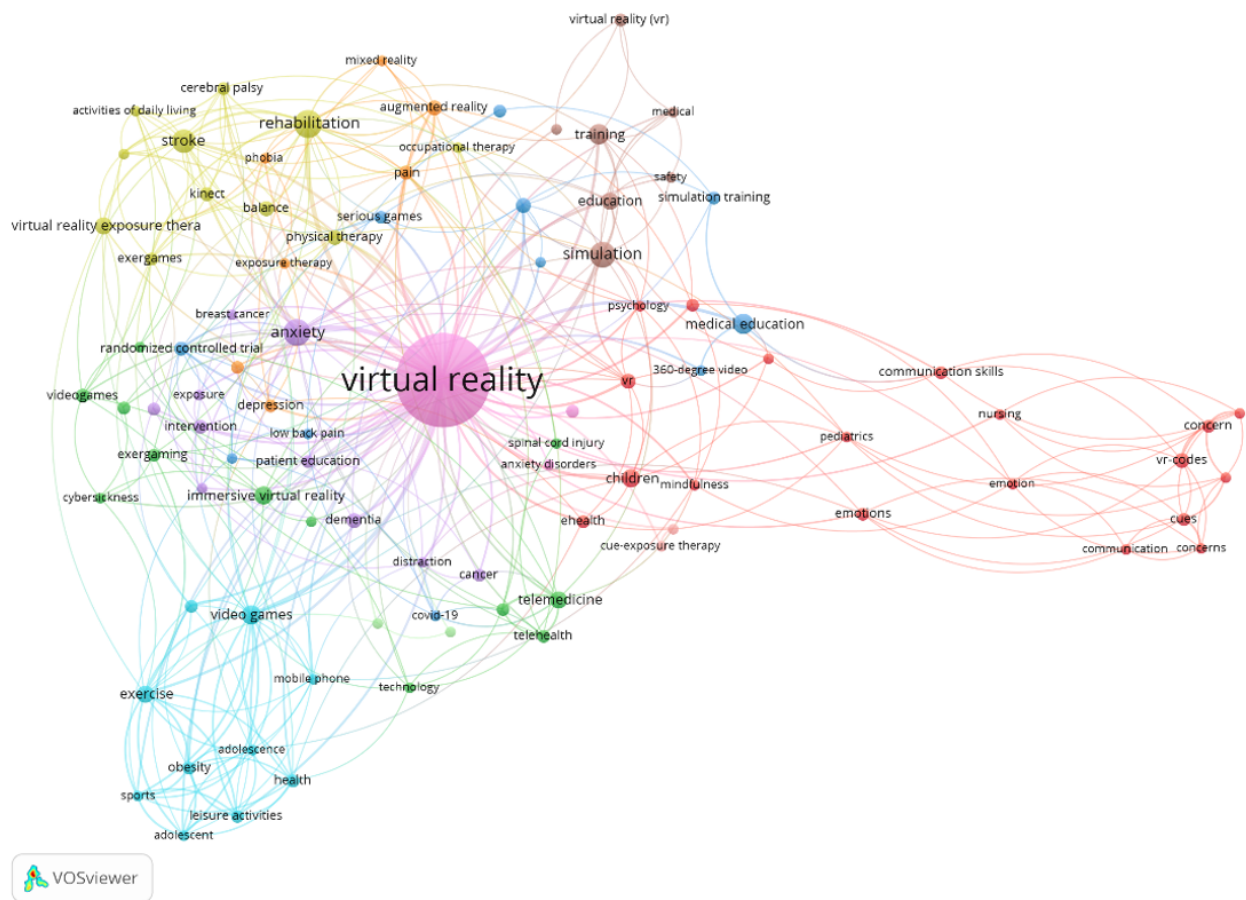 virtual reality (vr)
mixed reality
cerebral palsy
activities of daily living
augmented reality
medical
rehabilitation
training
stroke
occupational therapy
phobia
pain
safety
kinect
education
simulation training
balance
serious games
virtual reality exposure thera
physical therapy
simulation
exergames
exposure therapy
psychology
breast cancer
medical education
anxiety
randomized controlled trial
360-degree video
communication skills
virtual reality
vr
videogames
exposure
depression
nursing
intervention
low back pain
concern
pediatrics
spinal cord injury
exergaming
patient education
anxiety disorders
vr-codes
children
mindfulness
emotion
cybersickness
immersive virtual reality
emotions
dementia
ehealth
cues
cue-exposure therapy
communication
concerns
distraction
cancer
telemedicine
video games
covid-19
telehealth
mobile phone
technology
exercise
adolescence
obesity
health
sports
leisure activities
adolescent
VOSviewer